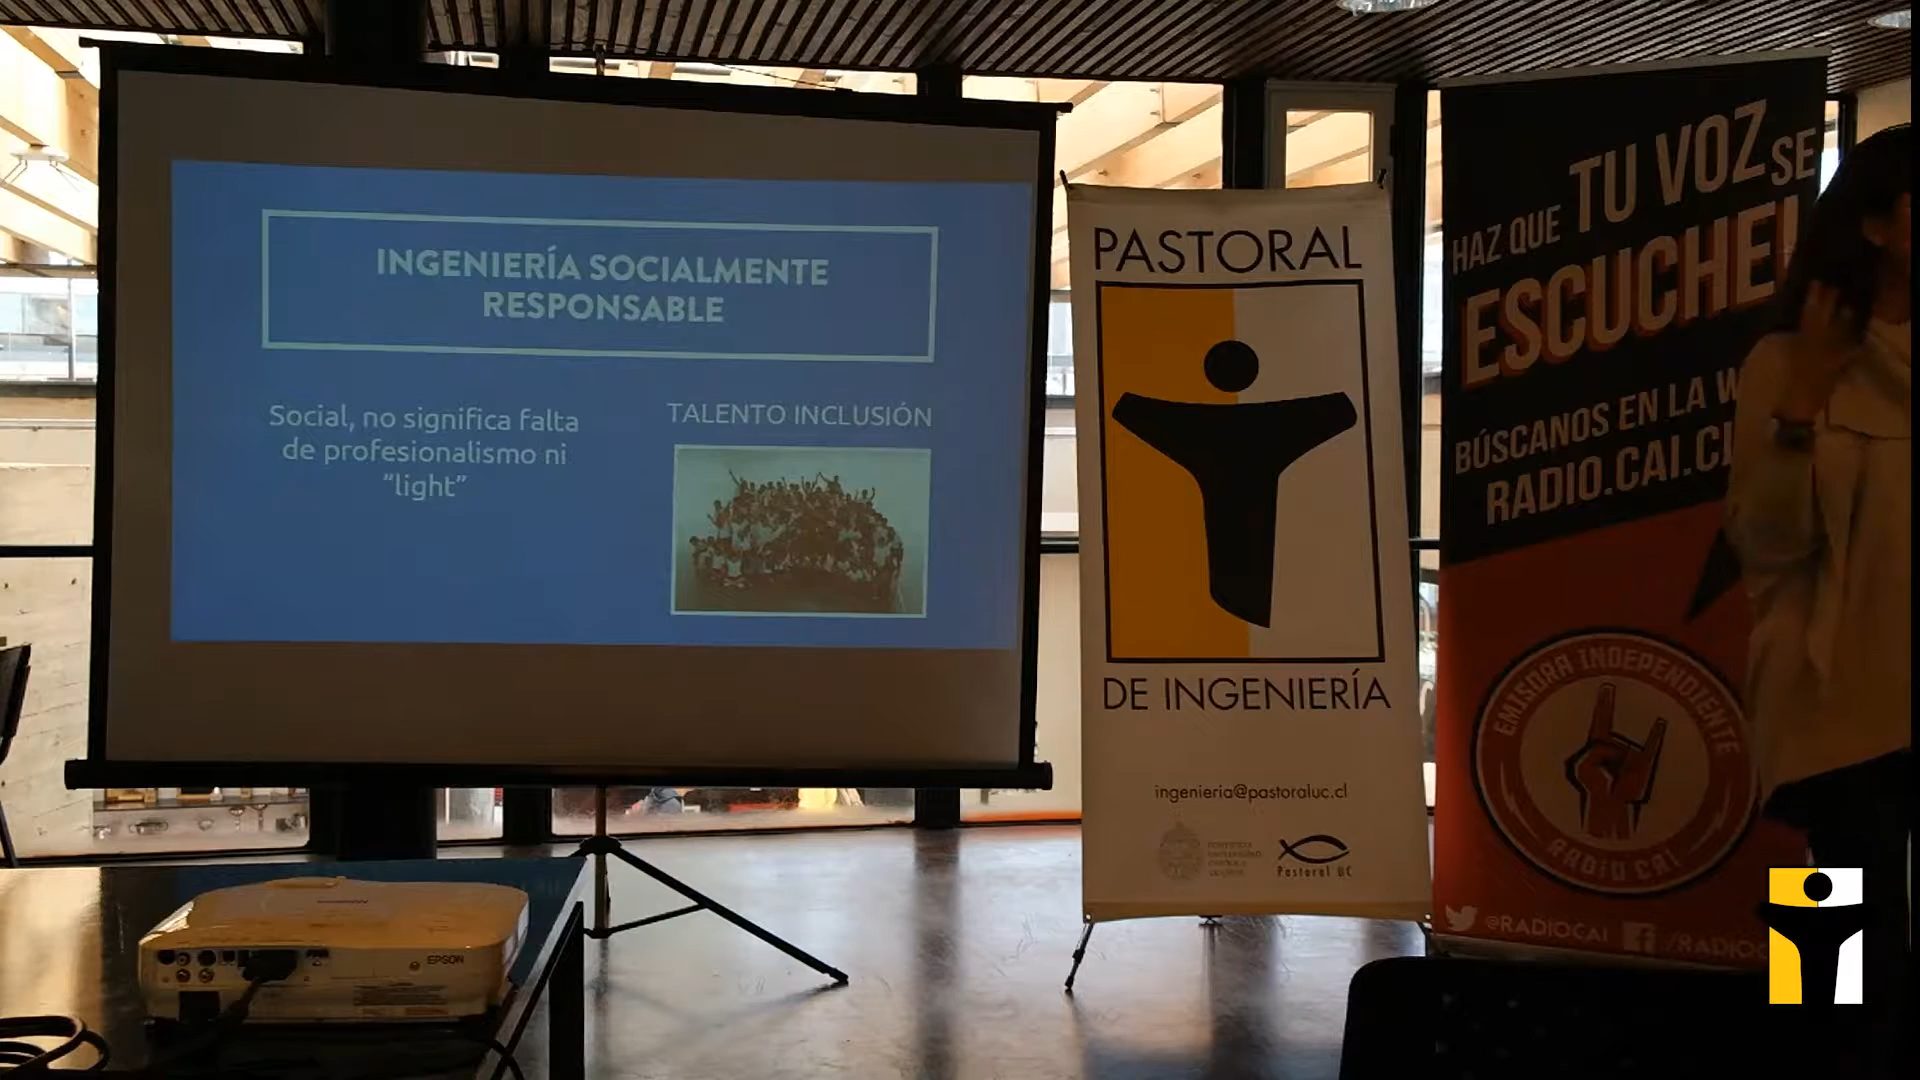 INGENIERÍA SOCIALMENTE
RESPONSABLE
Social, no significa falta
de profesionalismo ni
“light”
TALENTO INCLUSIÓN
PASTORAL
DE INGENIERÍA
ingenieria@pastoraluc.cl
Pastoral UC
HAZ QUE TU VOZ SE
ESCUCHE!
BÚSCANOS EN LA W
RADIO.CAI.CL
EMISORA INDEPENDIENTE
RADIO CAI
@RADIOCAI
EPSON